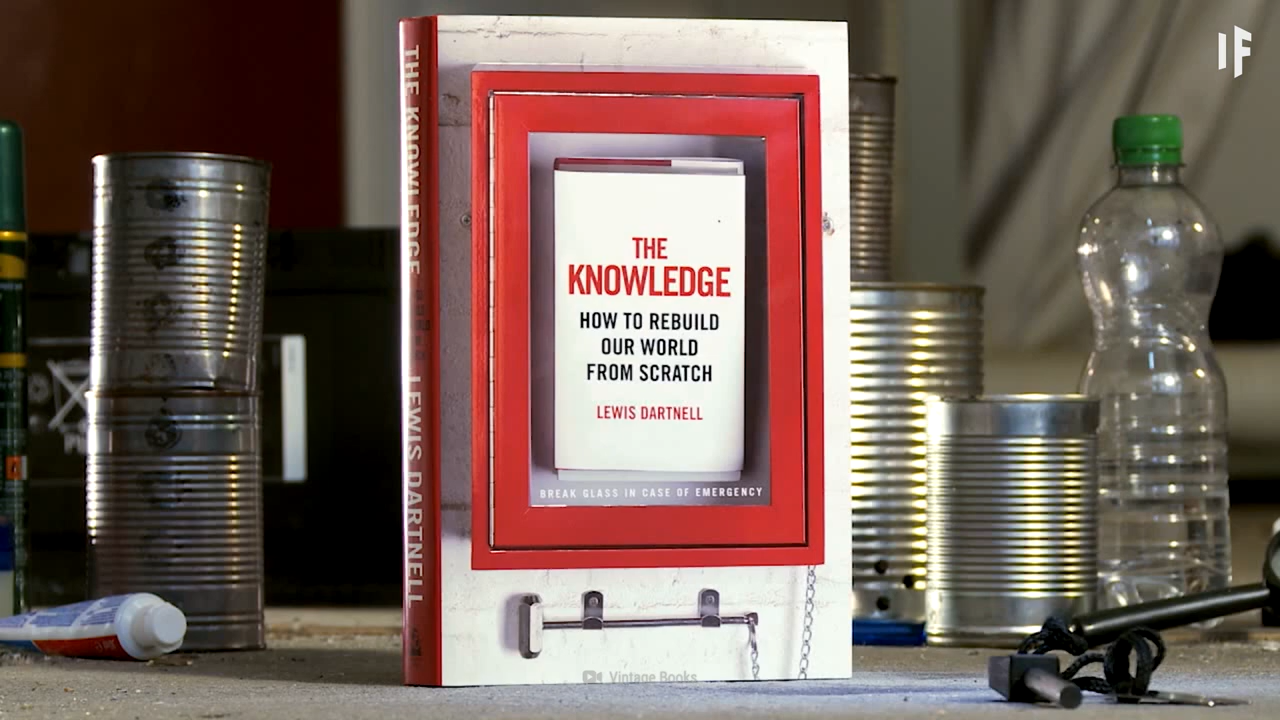 IF
THE KNOWLEDGE
LEWIS DARTNELL
THE
KNOWLEDGE
HOW TO REBUILD
OUR WORLD
FROM SCRATCH
LEWIS DARTNELL
BREAK GLASS IN CASE OF EMERGENCY
Vintage Books